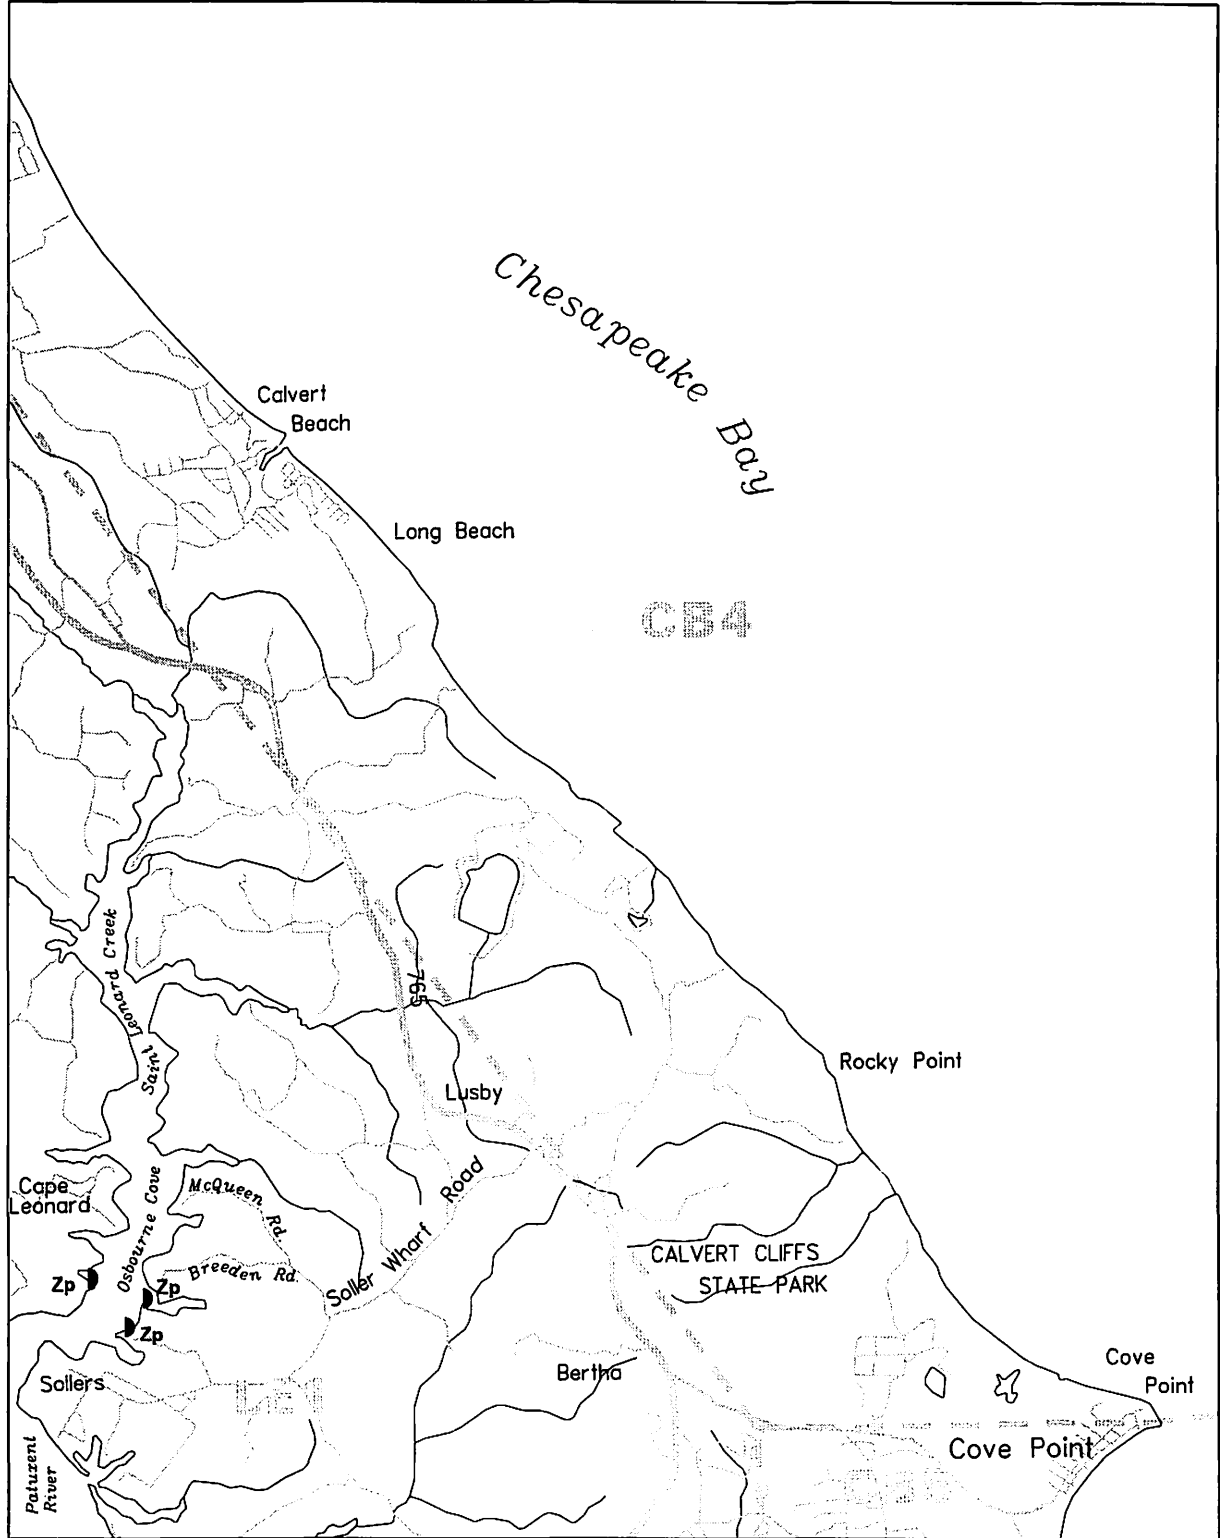 Chesapeake Bay
Calvert
Beach
Long Beach
CB4
Saint Leonard Creek
765
Rocky Point
Lusby
Cape
Leonard
McQueen Rd.
Osbourne Cove
Soller Wharf Road
Breeden Rd.
CALVERT CLIFFS
STATE PARK
Zp
Zp
Zp
Sollers
LE1
Bertha
Cove
Point
Cove Point
Patuxent
River